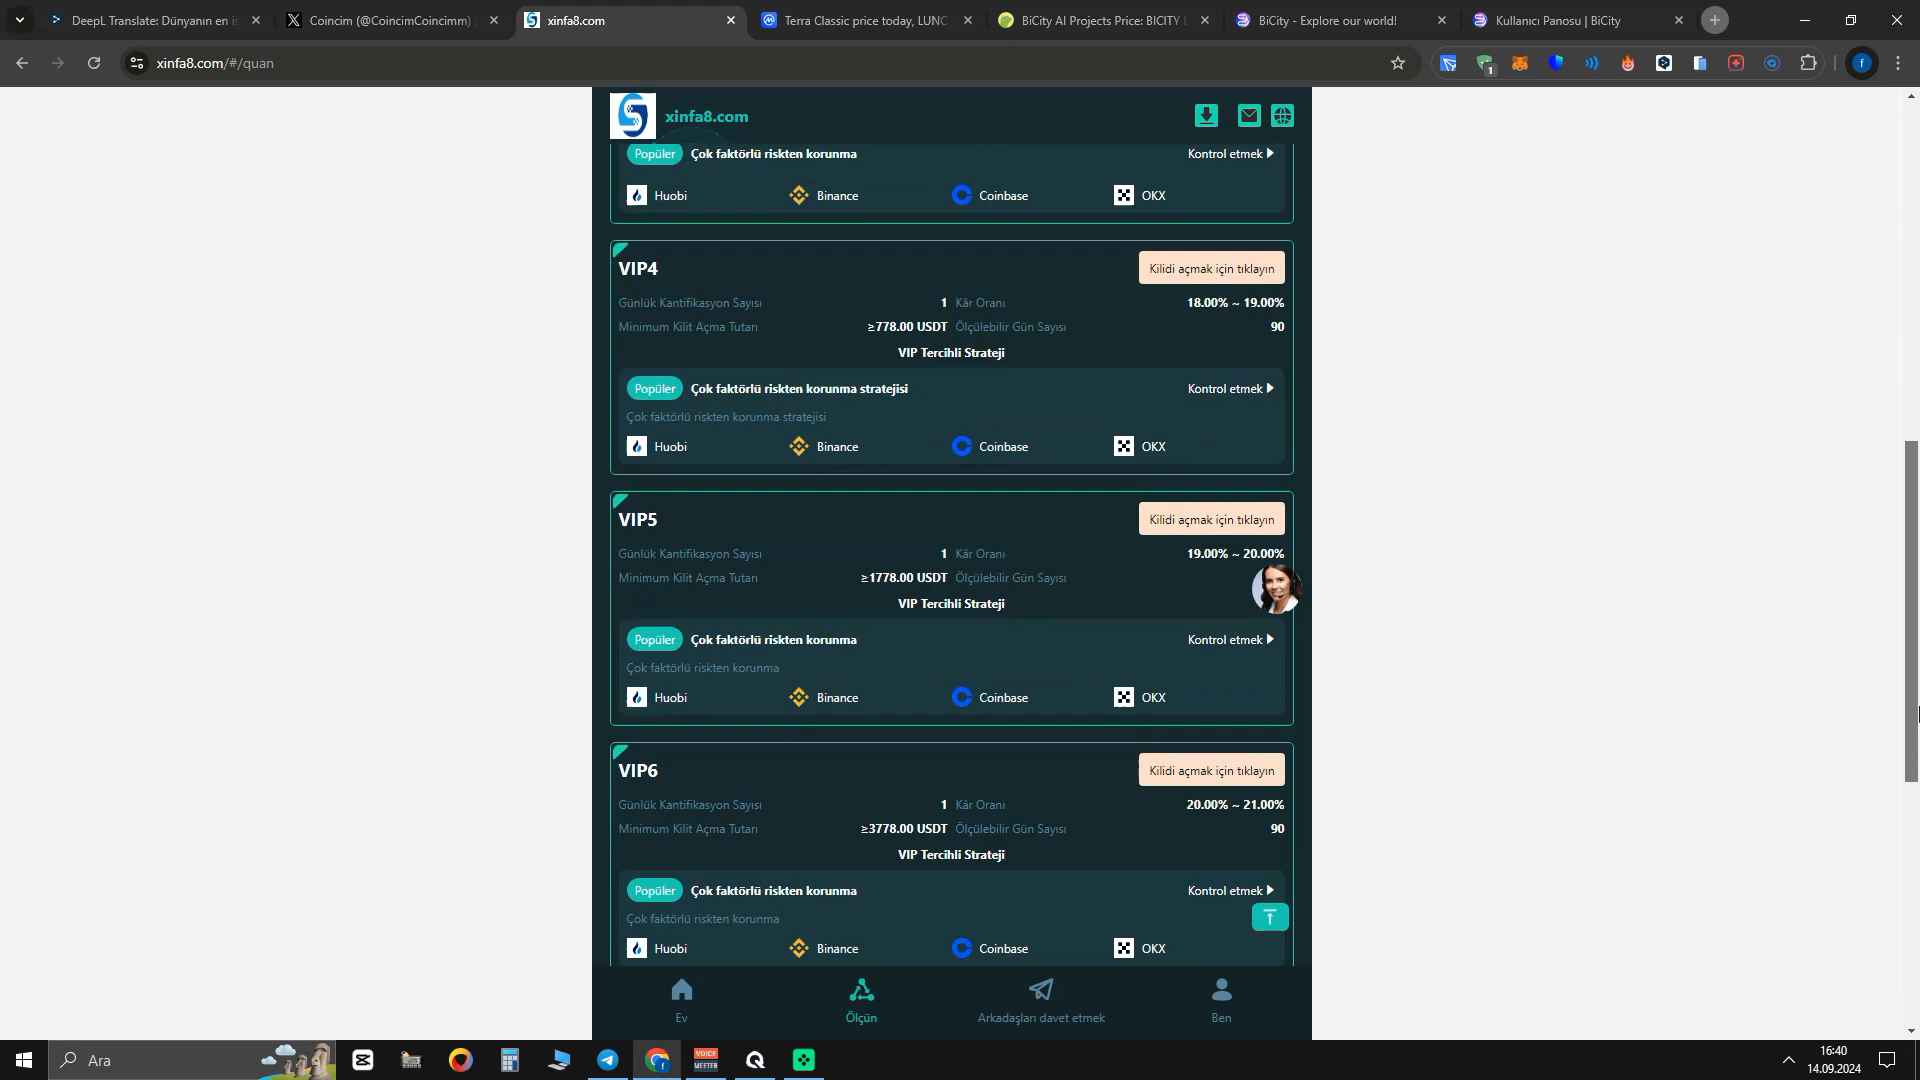 DeepL Translate: Dünyanın en i
Coincim (@CoincimCoincimm)
xinfa8.com
Terra Classic price today, LUNC
BiCity AI Projects Price: BICITY L
BiCity - Explore our world!
Kullanıcı Panosu | BiCity
xinfa8.com/#/quan
1
f
xinfa8.com
Popüler Çok faktörlü riskten korunma Kontrol etmek
Huobi Binance Coinbase OKX
VIP4 Kilidi açmak için tıklayın
Günlük Kantifikasyon Sayısı 1 Kâr Oranı 18.00% ~ 19.00%
Minimum Kilit Açma Tutarı ≥778.00 USDT Ölçülebilir Gün Sayısı 90
VIP Tercihli Strateji
Popüler Çok faktörlü riskten korunma stratejisi Kontrol etmek
Çok faktörlü riskten korunma stratejisi
Huobi Binance Coinbase OKX
VIP5 Kilidi açmak için tıklayın
Günlük Kantifikasyon Sayısı 1 Kâr Oranı 19.00% ~ 20.00%
Minimum Kilit Açma Tutarı ≥1778.00 USDT Ölçülebilir Gün Sayısı
VIP Tercihli Strateji
Popüler Çok faktörlü riskten korunma Kontrol etmek
Çok faktörlü riskten korunma
Huobi Binance Coinbase OKX
VIP6 Kilidi açmak için tıklayın
Günlük Kantifikasyon Sayısı 1 Kâr Oranı 20.00% ~ 21.00%
Minimum Kilit Açma Tutarı ≥3778.00 USDT Ölçülebilir Gün Sayısı 90
VIP Tercihli Strateji
Popüler Çok faktörlü riskten korunma Kontrol etmek
Çok faktörlü riskten korunma
Huobi Binance Coinbase OKX
Ev Ölçün Arkadaşları davet etmek Ben
Ara
VOICE
MEETER
16:40
14.09.2024